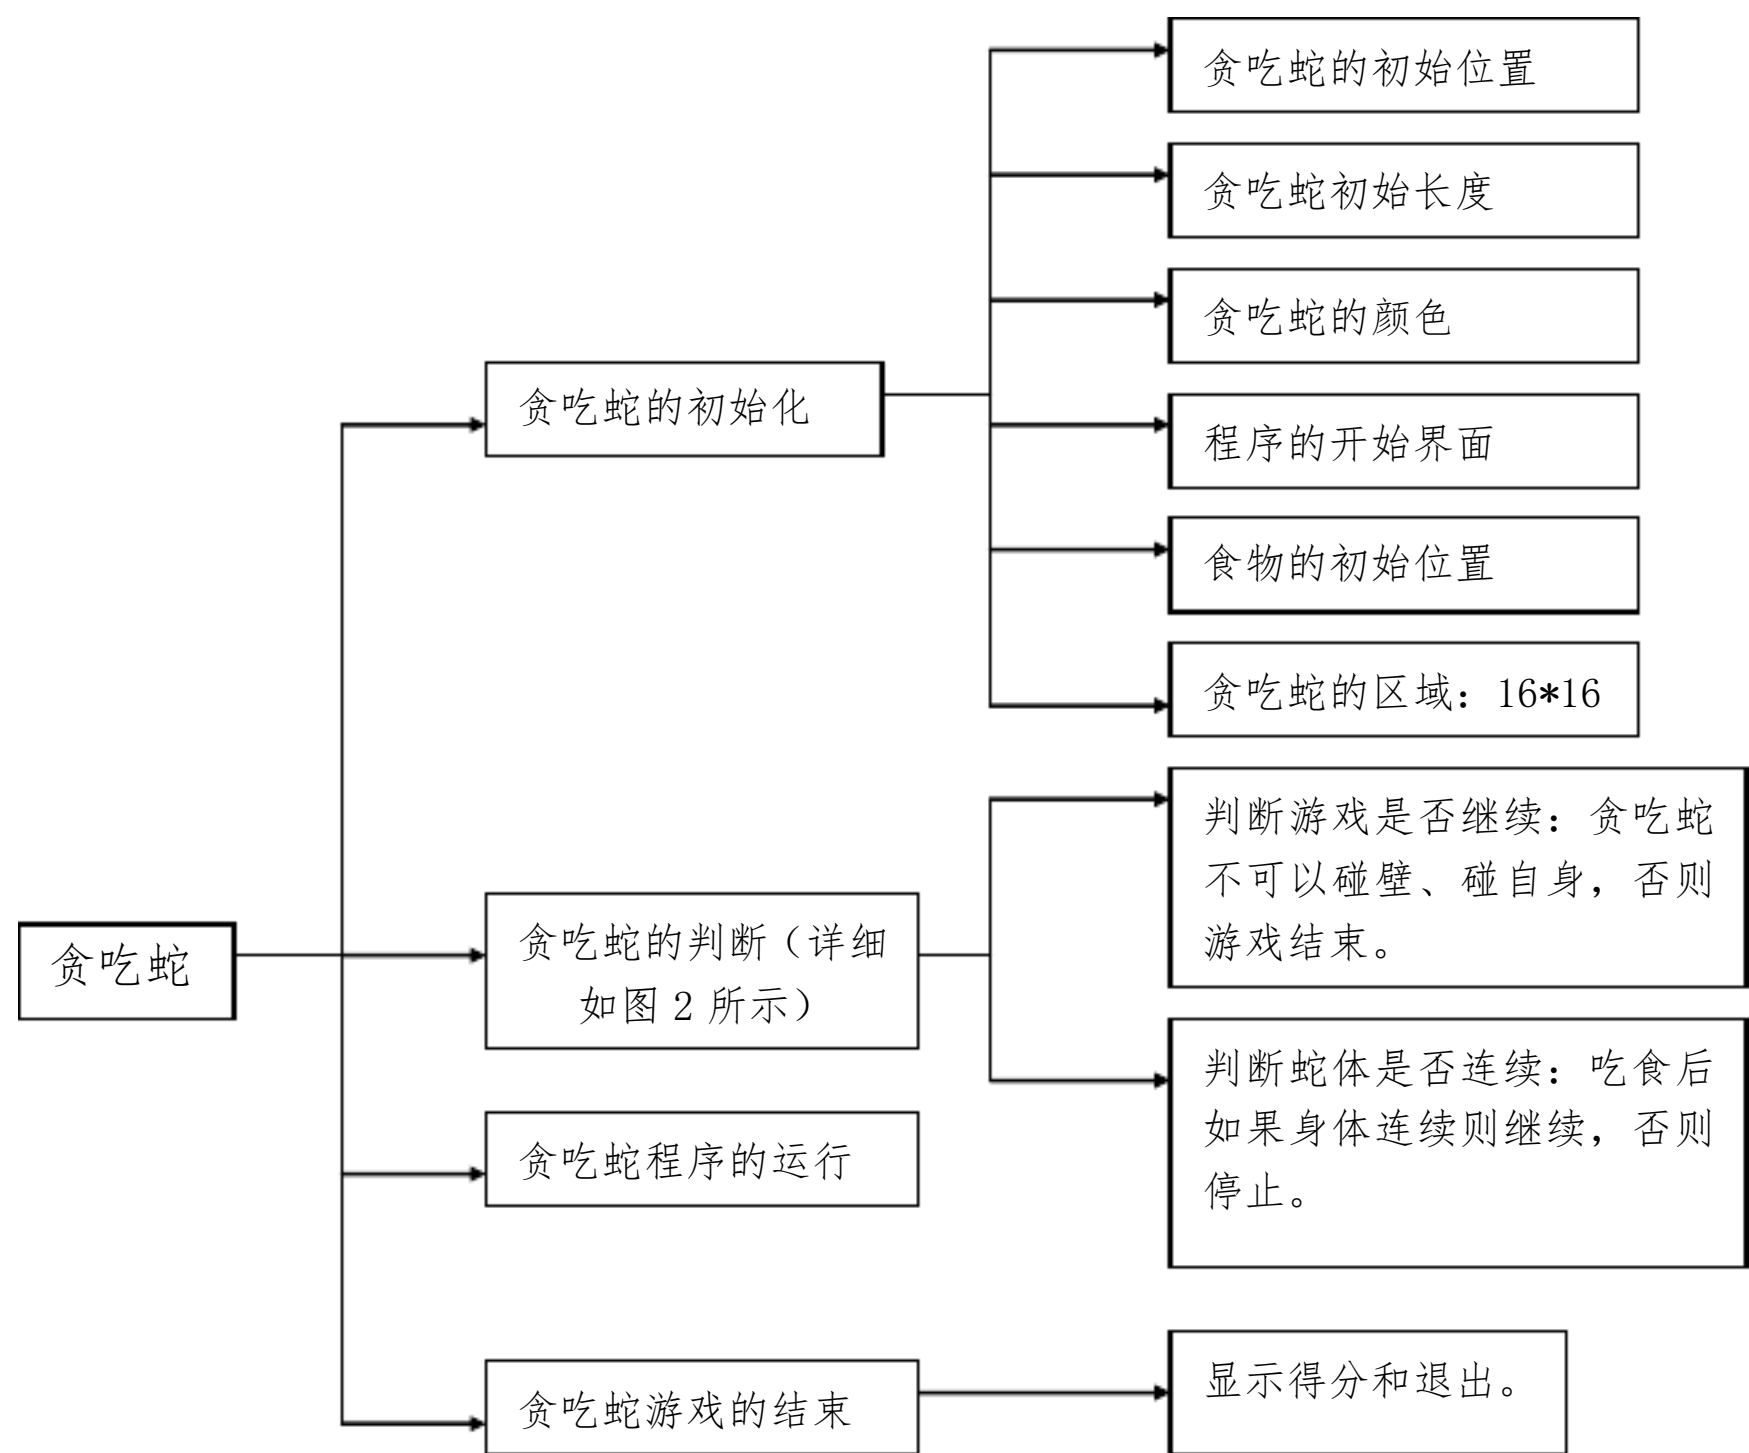 贪吃蛇的初始位置
贪吃蛇初始长度
贪吃蛇的颜色
贪吃蛇的初始化
程序的开始界面
食物的初始位置
贪吃蛇的区域：16*16
判断游戏是否继续：贪吃蛇
不可以碰壁、碰自身，否则
游戏结束。
贪吃蛇
贪吃蛇的判断（详细
如图 2 所示）
判断蛇体是否连续：吃食后
如果身体连续则继续，否则
停止。
贪吃蛇程序的运行
贪吃蛇游戏的结束
显示得分和退出。